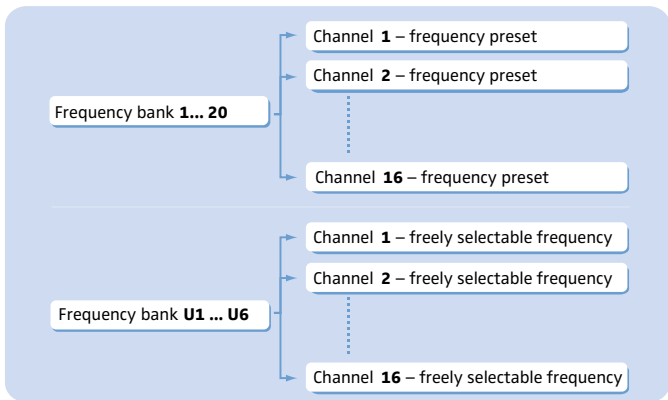 Channel 1 – frequency preset
Channel 2 – frequency preset
Frequency bank 1... 20
Channel 16 – frequency preset
Channel 1 – freely selectable frequency
Channel 2 – freely selectable frequency
Frequency bank U1 ... U6
Channel 16 – freely selectable frequency